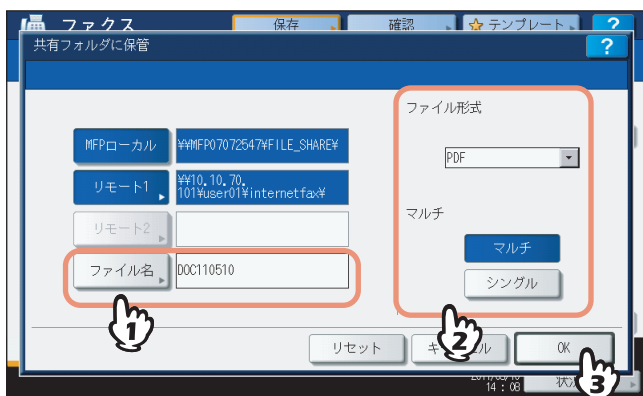 ファクス
保存
確認
テンプレート
?
共有フォルダに保管
?
ファイル形式
MFPローカル
¥¥MFP07072547¥FILE_SHARE¥
PDF
リモート1
¥¥10.10.70.
101¥user01¥internetfax¥
マルチ
リモート2
マルチ
ファイル名
DOC110510
シングル
1
2
リセット
OK
3
14:08